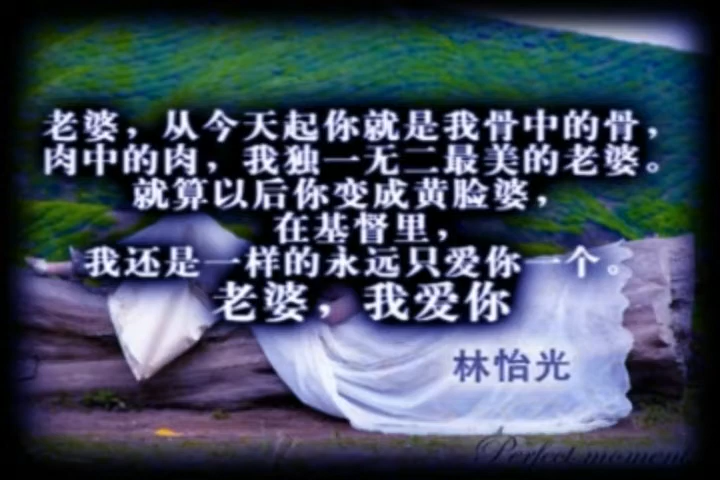 老婆，从今天起你就是我骨中的骨，
肉中的肉，我独一无二最美的老婆。
就算以后你变成黄脸婆，
在基督里，
我还是一样的永远只爱你一个。
老婆，我爱你
林怡光
Perfect moment